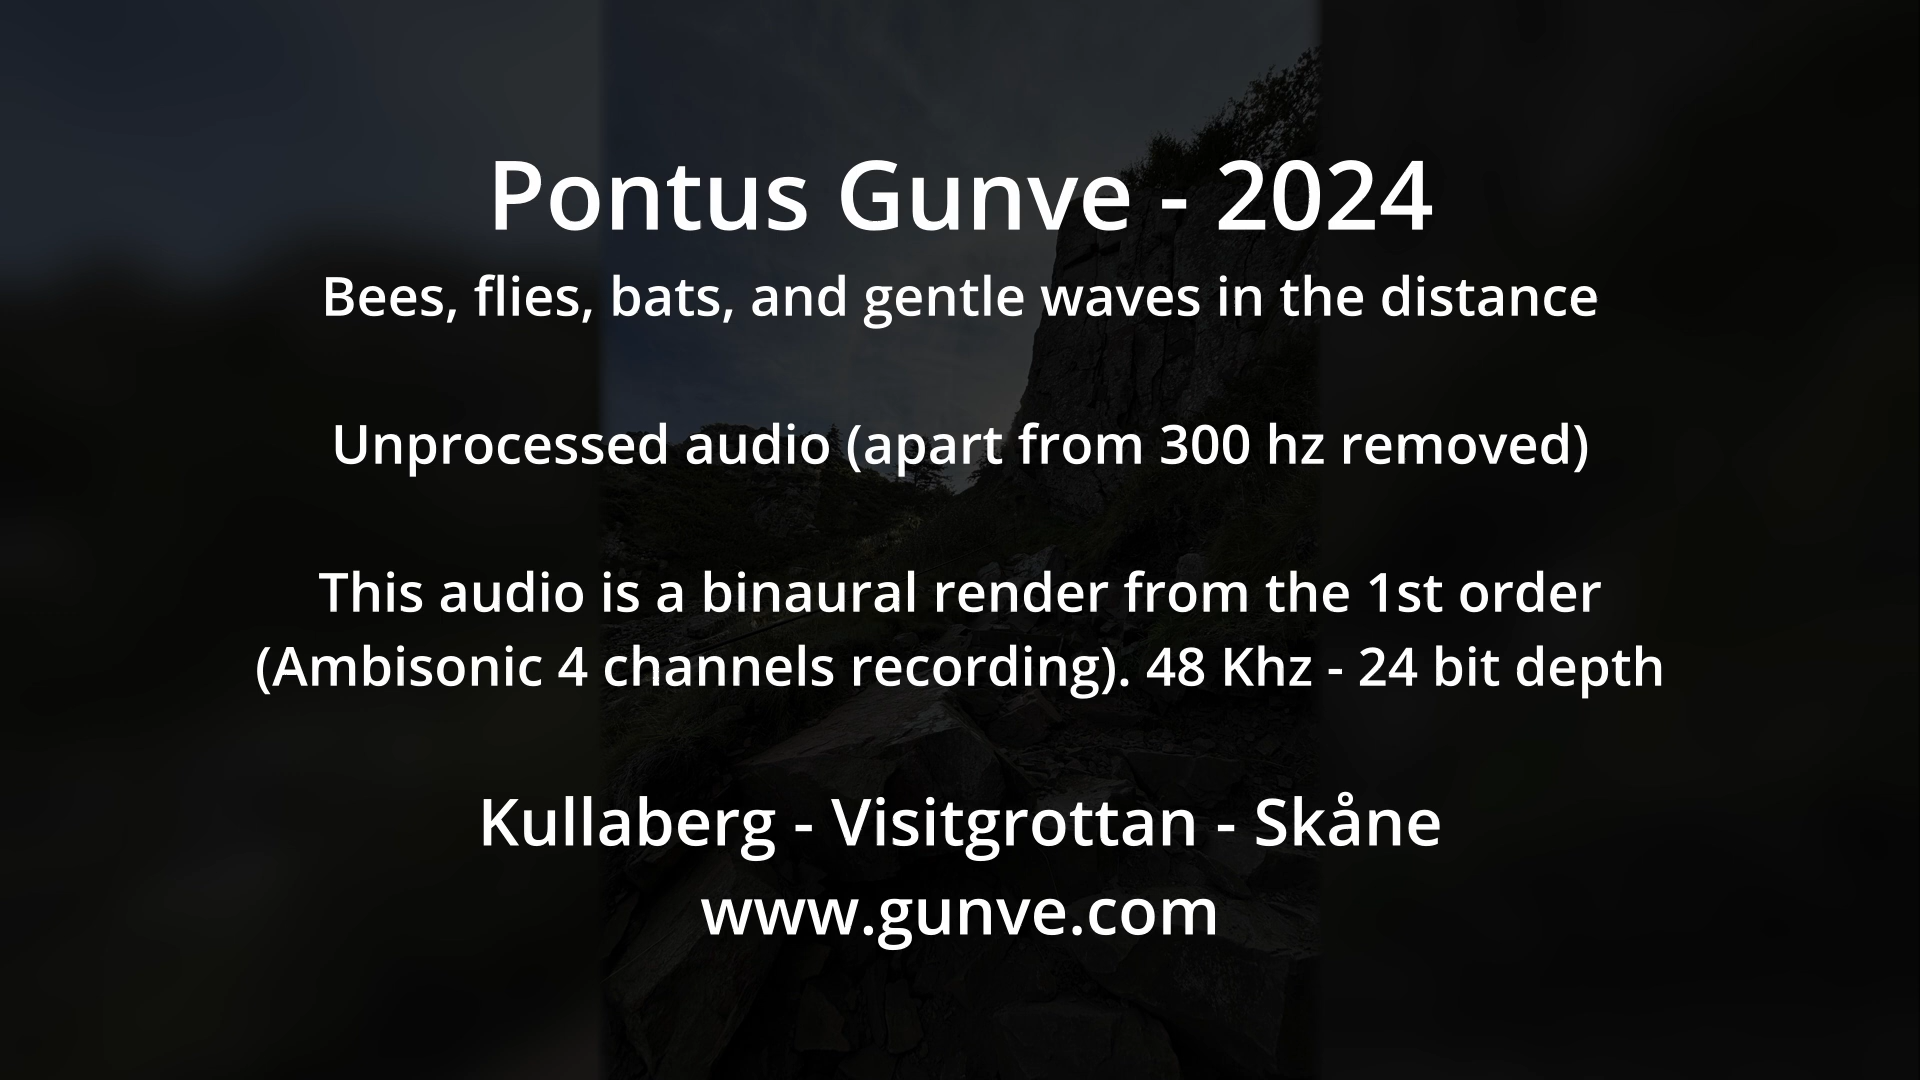 Pontus Gunve - 2024
Bees, flies, bats, and gentle waves in the distance
Unprocessed audio (apart from 300 hz removed)
This audio is a binaural render from the 1st order
(Ambisonic 4 channels recording). 48 Khz - 24 bit depth
Kullaberg - Visitgrottan - Skåne
www.gunve.com